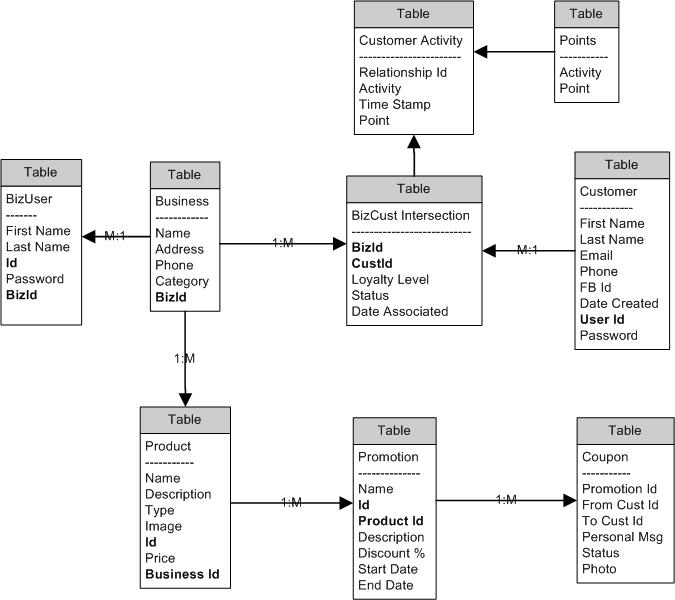 Table
Customer Activity
-----------------------
Relationship Id
Activity
Time Stamp
Point
Table
Points
-----------
Activity
Point
Table
BizUser
-------
First Name
Last Name
Id
Password
BizId
M:1
Table
Business
------------
Name
Address
Phone
Category
BizId
1:M
Table
BizCust Intersection
---------------------------
BizId
CustId
Loyalty Level
Status
Date Associated
M:1
Table
Customer
------------
First Name
Last Name
Email
Phone
FB Id
Date Created
User Id
Password
1:M
Table
Product
-----------
Name
Description
Type
Image
Id
Price
Business Id
1:M
Table
Promotion
--------------
Name
Id
Product Id
Description
Discount %
Start Date
End Date
1:M
Table
Coupon
-----------
Promotion Id
From Cust Id
To Cust Id
Personal Msg
Status
Photo